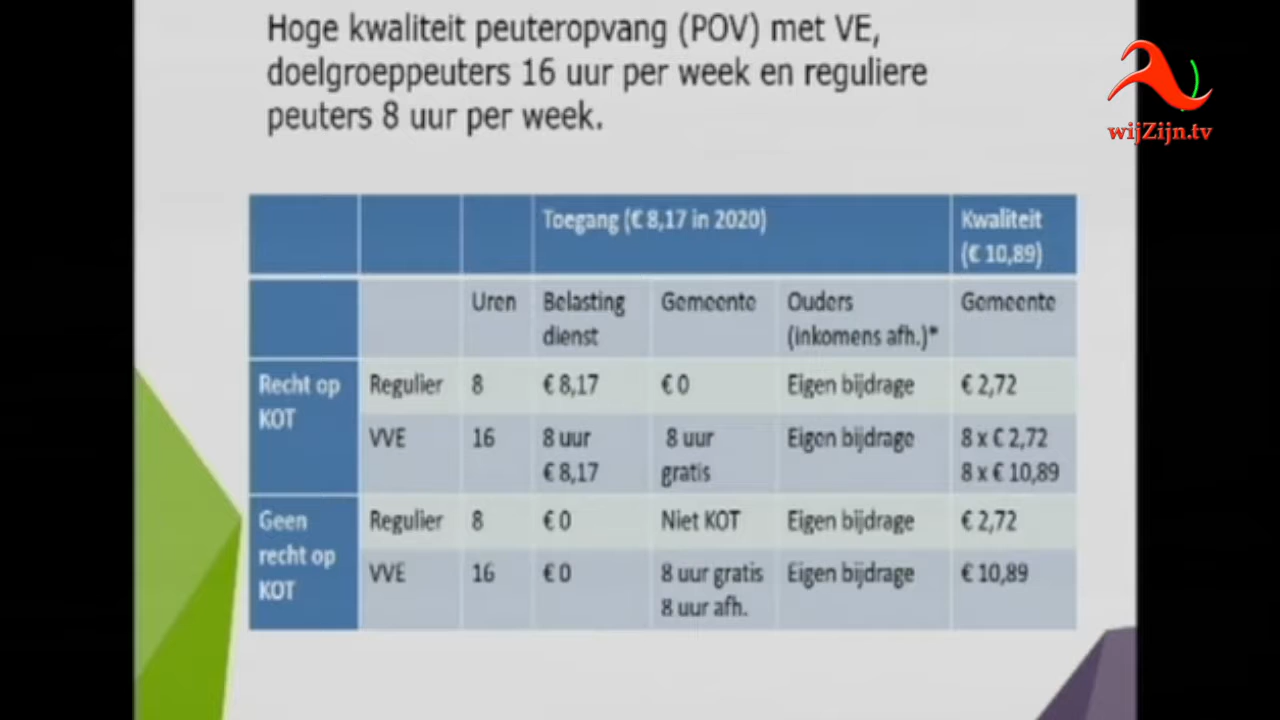 Hoge kwaliteit peuteropvang (POV) met VE,
doelgroeppeuters 16 uur per week en reguliere
peuters 8 uur per week.
wijZijn.tv
Toegang (€ 8,17 in 2020)
Kwaliteit
(€ 10,89)
Uren
Belasting
dienst
Gemeente
Ouders
(inkomens afh.)*
Gemeente
Recht op
KOT
Regulier
8
€ 8,17
€ 0
Eigen bijdrage
€ 2,72
VVE
16
8 uur
€ 8,17
8 uur
gratis
Eigen bijdrage
8 x € 2,72
8 x € 10,89
Geen
recht op
KOT
Regulier
8
€ 0
Niet KOT
Eigen bijdrage
€ 2,72
VVE
16
€ 0
8 uur gratis
8 uur afh.
Eigen bijdrage
€ 10,89